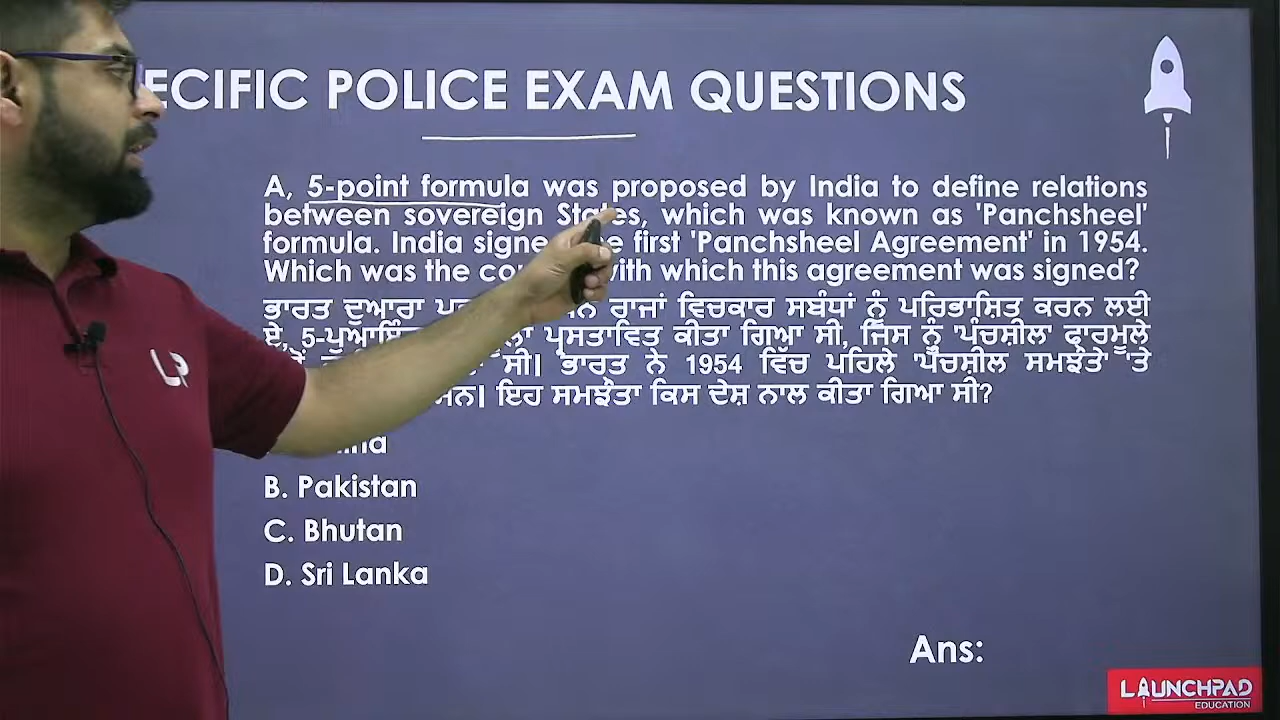 ECIFIC POLICE EXAM QUESTIONS
A, 5-point formula was proposed by India to define relations
between sovereign States, which was known as 'Panchsheel'
formula. India signe e first 'Panchsheel Agreement' in 1954.
Which was the co with which this agreement was signed?
ਭਾਰਤ ਦੁਆਰਾ ਰਾਜਾਂ ਵਿਚਕਾਰ ਸਬੰਧਾਂ ਨੂੰ ਪਰਿਭਾਸ਼ਿਤ ਕਰਨ ਲਈ
ਏ, 5-ਪੁਆਇੰ ਪ੍ਰਸਤਾਵਿਤ ਕੀਤਾ ਗਿਆ ਸੀ, ਜਿਸ ਨੂੰ 'ਪੰਚਸ਼ੀਲ' ਫਾਰਮੂਲੇ
ਸੀ| ਭਾਰਤ ਨੇ 1954 ਵਿੱਚ ਪਹਿਲੇ 'ਪੰਚਸ਼ੀਲ ਸਮਝੌਤੇ' 'ਤੇ
ਸਨ| ਇਹ ਸਮਝੌਤਾ ਕਿਸ ਦੇਸ਼ ਨਾਲ ਕੀਤਾ ਗਿਆ ਸੀ?
ina
B. Pakistan
C. Bhutan
D. Sri Lanka
Ans:
LP
LAUNCHPAD
EDUCATION